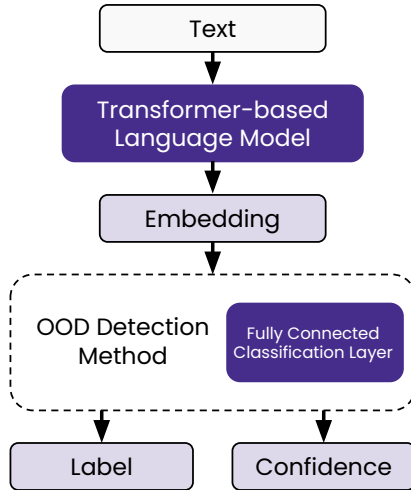 Text
Transformer-based
Language Model
Embedding
OOD Detection
Method
Fully Connected
Classification Layer
Label
Confidence